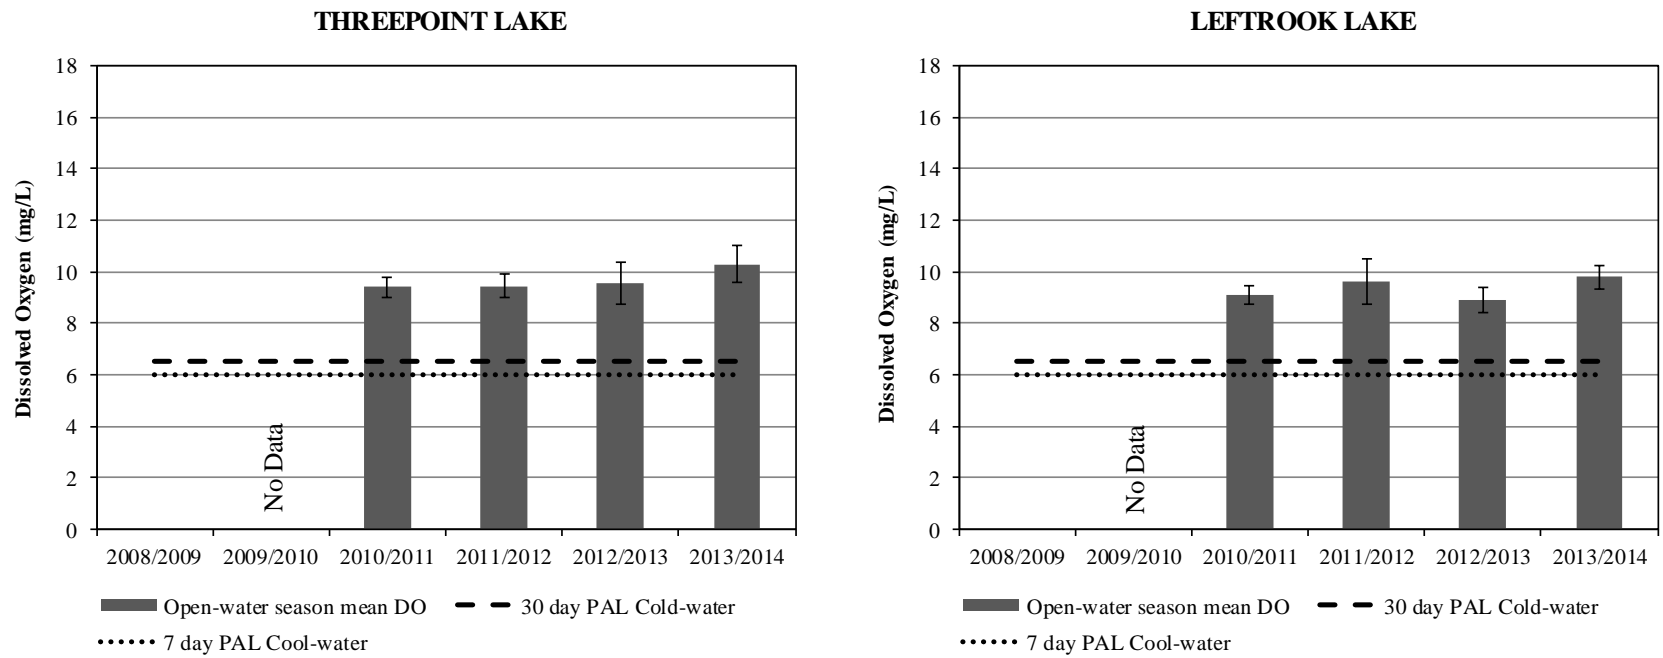 THREEPOINT LAKE
Dissolved Oxygen (mg/L)
18
16
14
12
10
8
6
4
2
0
No Data
2008/2009 2009/2010 2010/2011 2011/2012 2012/2013 2013/2014
Open-water season mean DO 30 day PAL Cold-water
7 day PAL Cool-water
LEFTROOK LAKE
Dissolved Oxygen (mg/L)
18
16
14
12
10
8
6
4
2
0
No Data
2008/2009 2009/2010 2010/2011 2011/2012 2012/2013 2013/2014
Open-water season mean DO 30 day PAL Cold-water
7 day PAL Cool-water